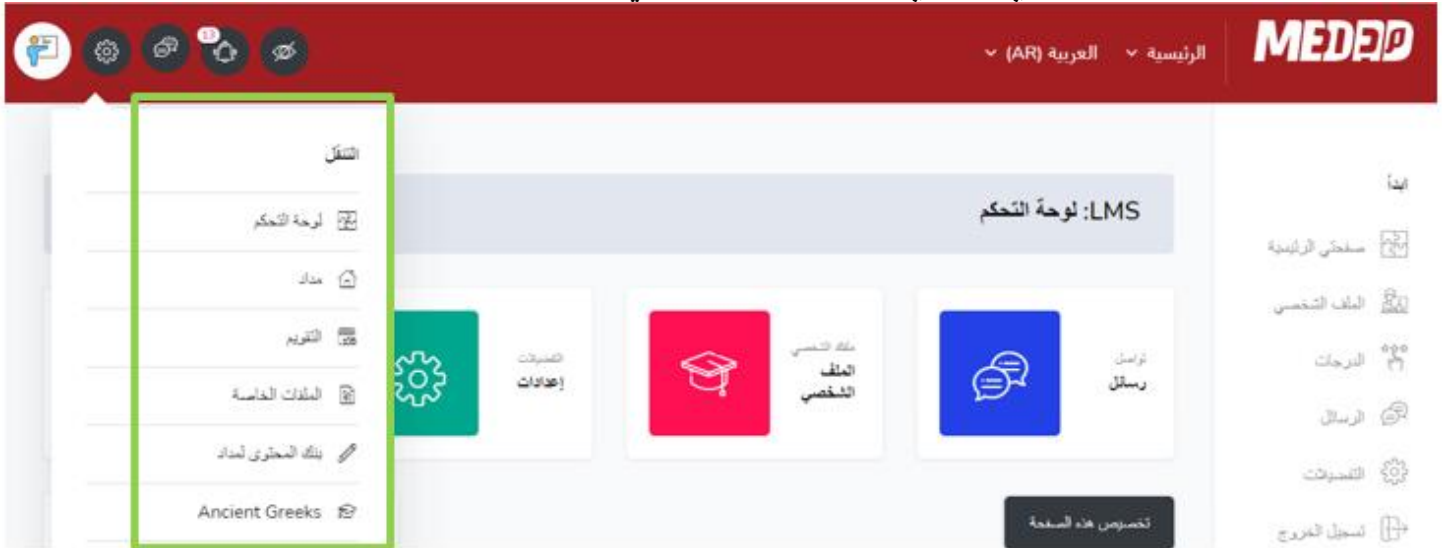 MEDAD
الرئيسية
العربية (AR)
13
ابدأ
صفحتي الرئيسية
الملف الشخصي
الدرجات
الرسائل
التفضيلات
تسجيل الخروج
LMS: لوحة التحكم
تواصل
رسائل
ملفك الشخصي
الملف
الشخصي
التفضيلات
إعدادات
تخصيص هذه الصفحة
التنقل
لوحة التحكم
مداد
التقويم
الملفات الخاصة
بنك المحتوى لمداد
Ancient Greeks